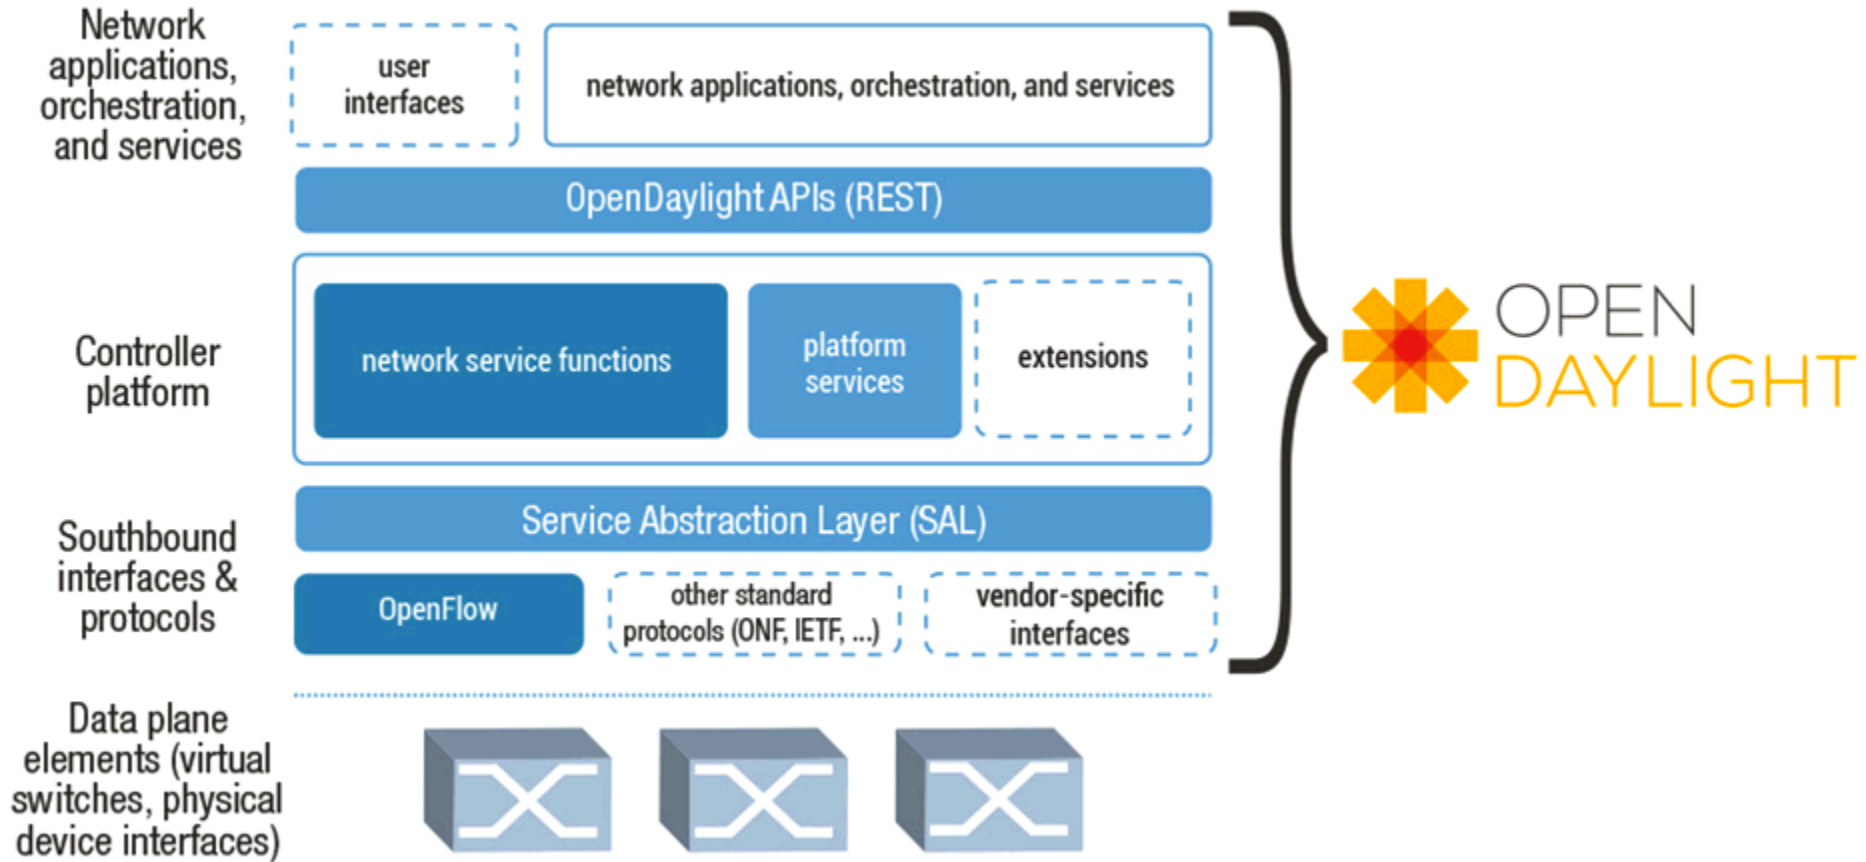 Network
applications,
orchestration,
and services
user
interfaces
network applications, orchestration, and services
OpenDaylight APIs (REST)
Controller
platform
network service functions
platform
services
extensions
Southbound
interfaces &
protocols
Service Abstraction Layer (SAL)
OpenFlow
other standard
protocols (ONF, IETF, ...)
vendor-specific
interfaces
Data plane
elements (virtual
switches, physical
device interfaces)
OPEN
DAYLIGHT